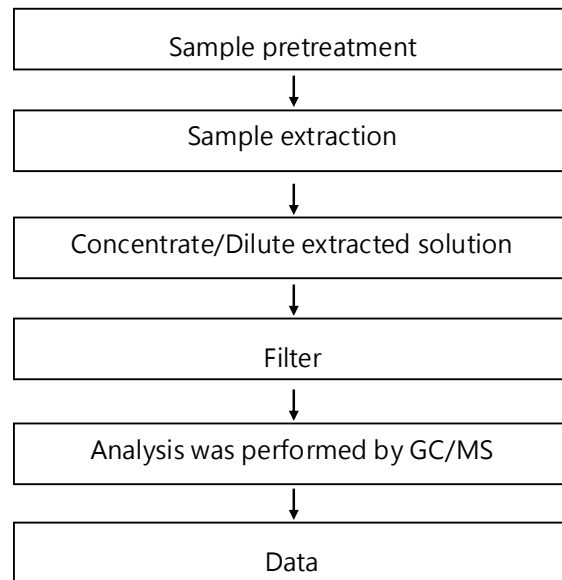 Sample pretreatment
Sample extraction
Concentrate/Dilute extracted solution
Filter
Analysis was performed by GC/MS
Data